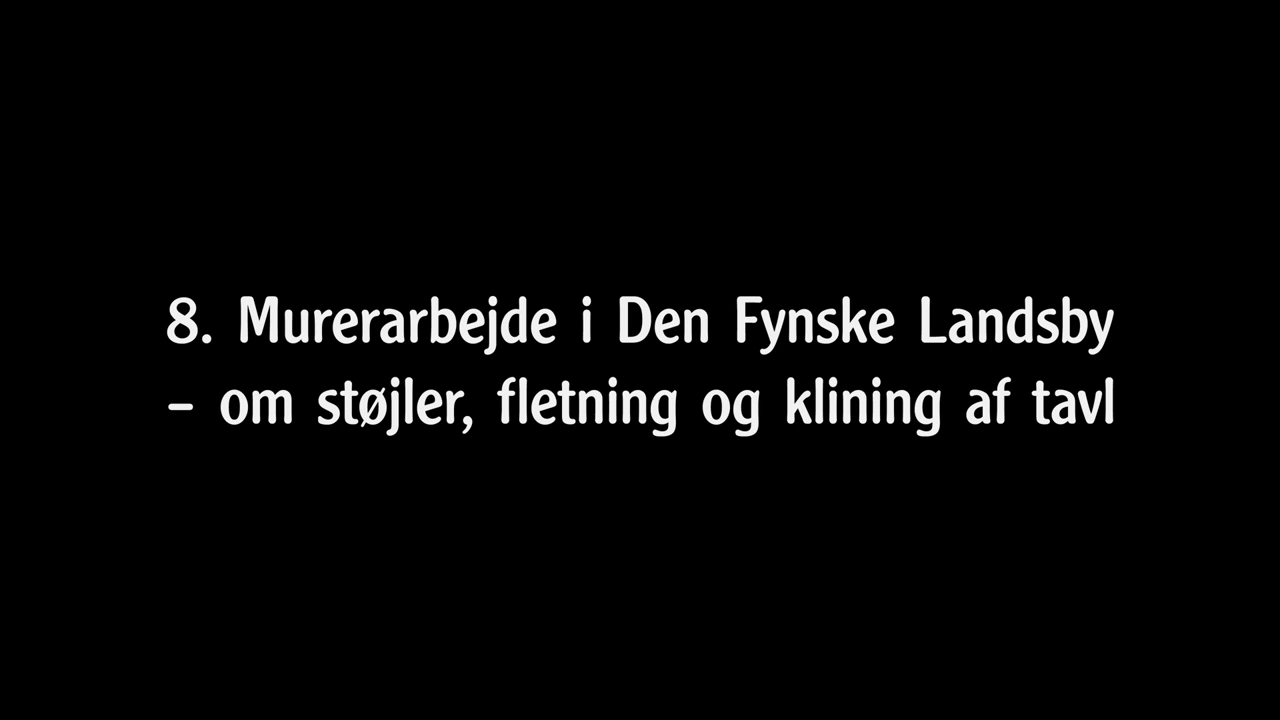 8. Murerarbejde i Den Fynske Landsby
– om støjler, fletning og klining af tavl